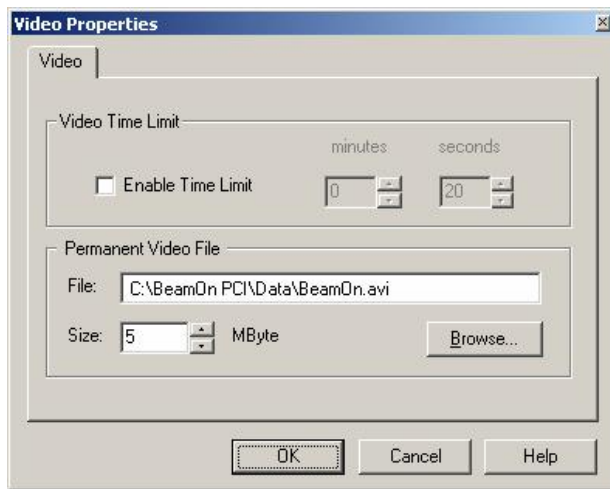 Video Properties
Video
Video Time Limit
minutes seconds
Enable Time Limit 0 20
Permanent Video File
File: C:\BeamOn PCI\Data\BeamOn.avi
Size: 5 MByte Browse...
OK Cancel Help